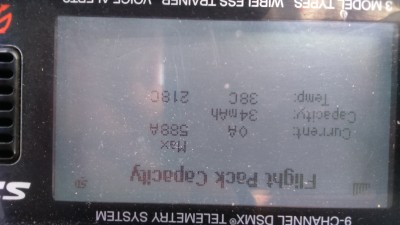 9-CHANNEL DSMX® TELEMETRY SYSTEM
Flight Pack Capacity
Max
Current: 0A 588A
Capacity: 34mAh
Temp: 38C 218C
3 MODEL TYPES WIRELESS TRAINER VOICE ALERTS